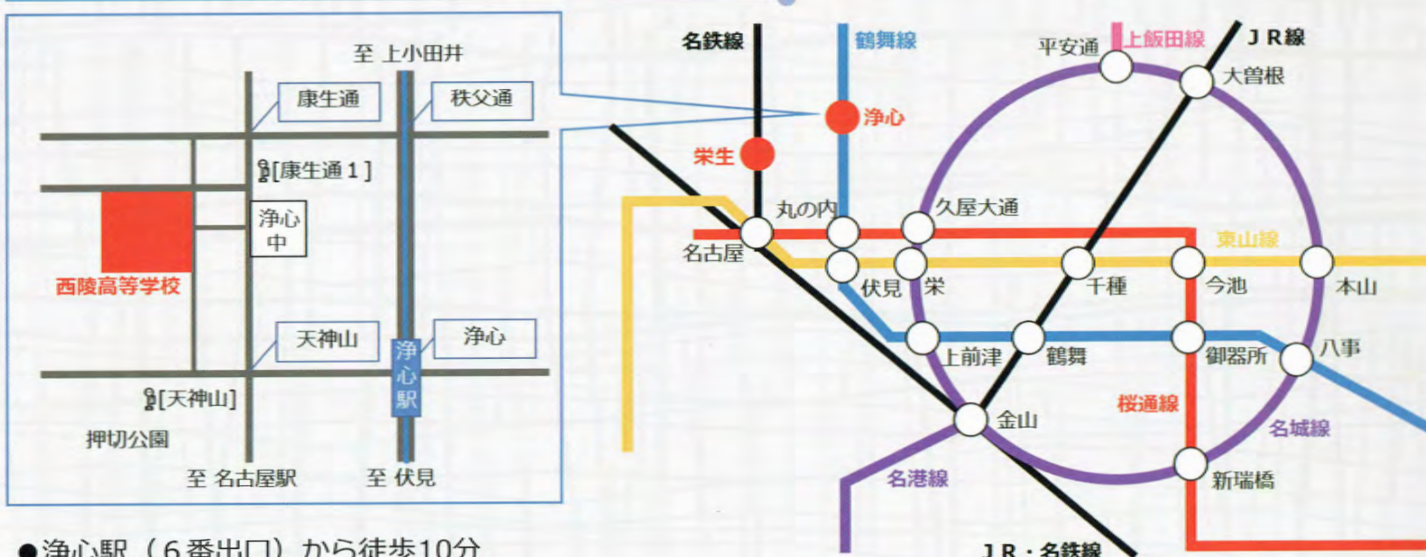 至 上小田井
康生通
秩父通
[康生通１]
浄心
中
西陵高等学校
天神山
浄心
浄心駅
[天神山]
押切公園
至 名古屋駅
至 伏見
名鉄線
鶴舞線
上飯田線
ＪＲ線
平安通
大曽根
浄心
栄生
丸の内
久屋大通
名古屋
東山線
伏見
栄
千種
今池
本山
上前津
鶴舞
御器所
八事
桜通線
金山
名城線
名港線
新瑞橋
ＪＲ・名鉄線
●浄心駅（６番出口）から徒歩10分